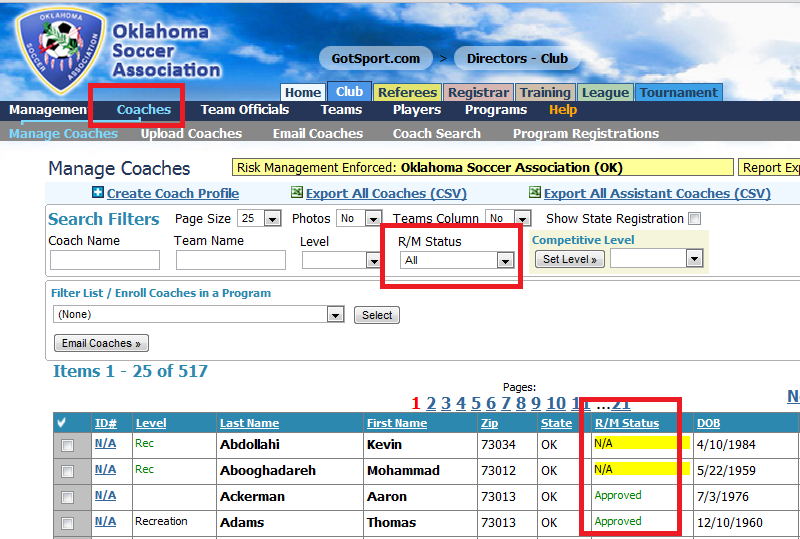 OKLAHOMA
SOCCER
ASSOCIATION
Oklahoma
Soccer
Association
GotSport.com > Directors - Club
Home Club Referees Registrar Training League Tournament
Management Coaches Team Officials Teams Players Programs Help
Manage Coaches Upload Coaches Email Coaches Coach Search Program Registrations
Manage Coaches Risk Management Enforced: Oklahoma Soccer Association (OK) Report Exp
Create Coach Profile Export All Coaches (CSV) Export All Assistant Coaches (CSV)
Search Filters Page Size 25 Photos No Teams Column No Show State Registration
Coach Name Team Name Level R/M Status Competitive Level
All Set Level »
Filter List / Enroll Coaches in a Program
(None) Select
Email Coaches »
Items 1 - 25 of 517
Pages:
1 2 3 4 5 6 7 8 9 10 11 ...21 N
ID# Level Last Name First Name Zip State R/M Status DOB
N/A Rec Abdollahi Kevin 73034 OK N/A 4/10/1984
N/A Rec Abooghadareh Mohammad 73012 OK N/A 5/22/1959
N/A Ackerman Aaron 73013 OK Approved 7/3/1976
N/A Recreation Adams Thomas 73013 OK Approved 12/10/1960